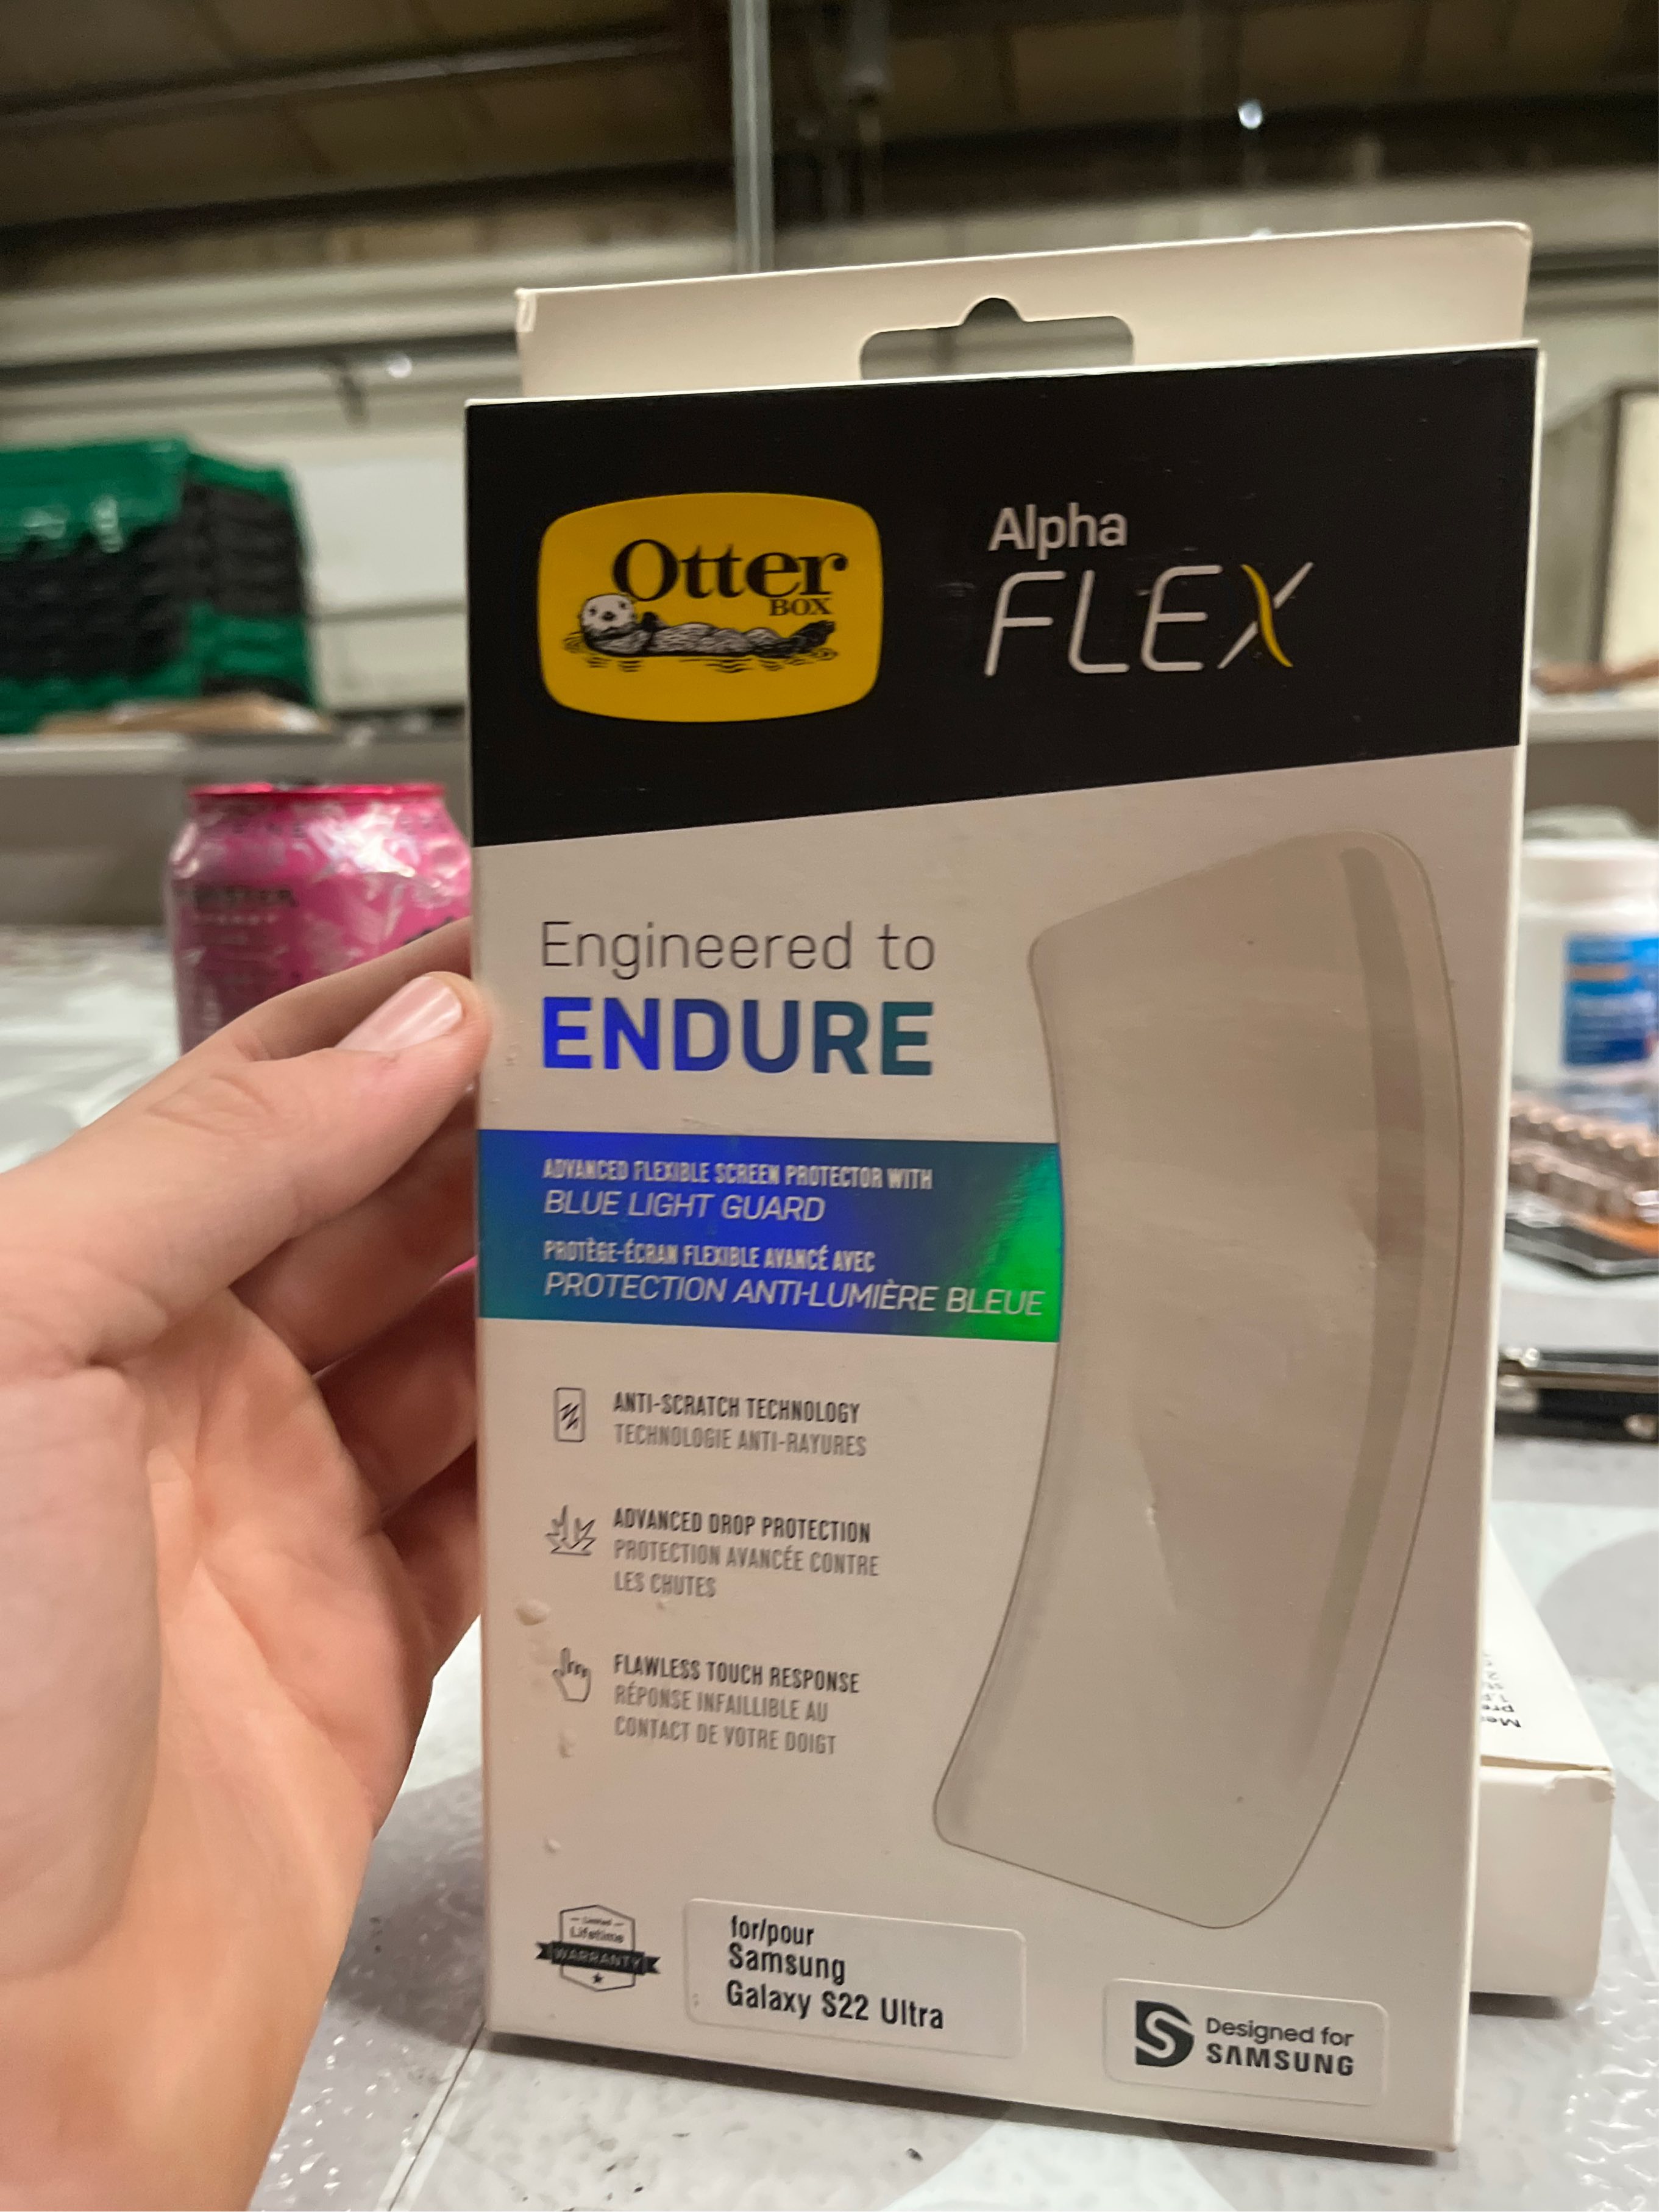 Otter
BOX
Alpha
FLEX
Engineered to
ENDURE
ADVANCED FLEXIBLE SCREEN PROTECTOR WITH
BLUE LIGHT GUARD
PROTÈGE-ÉCRAN FLEXIBLE AVANCÉ AVEC
PROTECTION ANTI-LUMIÈRE BLEUE
ANTI-SCRATCH TECHNOLOGY
TECHNOLOGIE ANTI-RAYURES
ADVANCED DROP PROTECTION
PROTECTION AVANCÉE CONTRE
LES CHUTES
FLAWLESS TOUCH RESPONSE
RÉPONSE INFAILLIBLE AU
CONTACT DE VOTRE DOIGT
Limited
Lifetime
WARRANTY
for/pour
Samsung
Galaxy S22 Ultra
Designed for
SAMSUNG